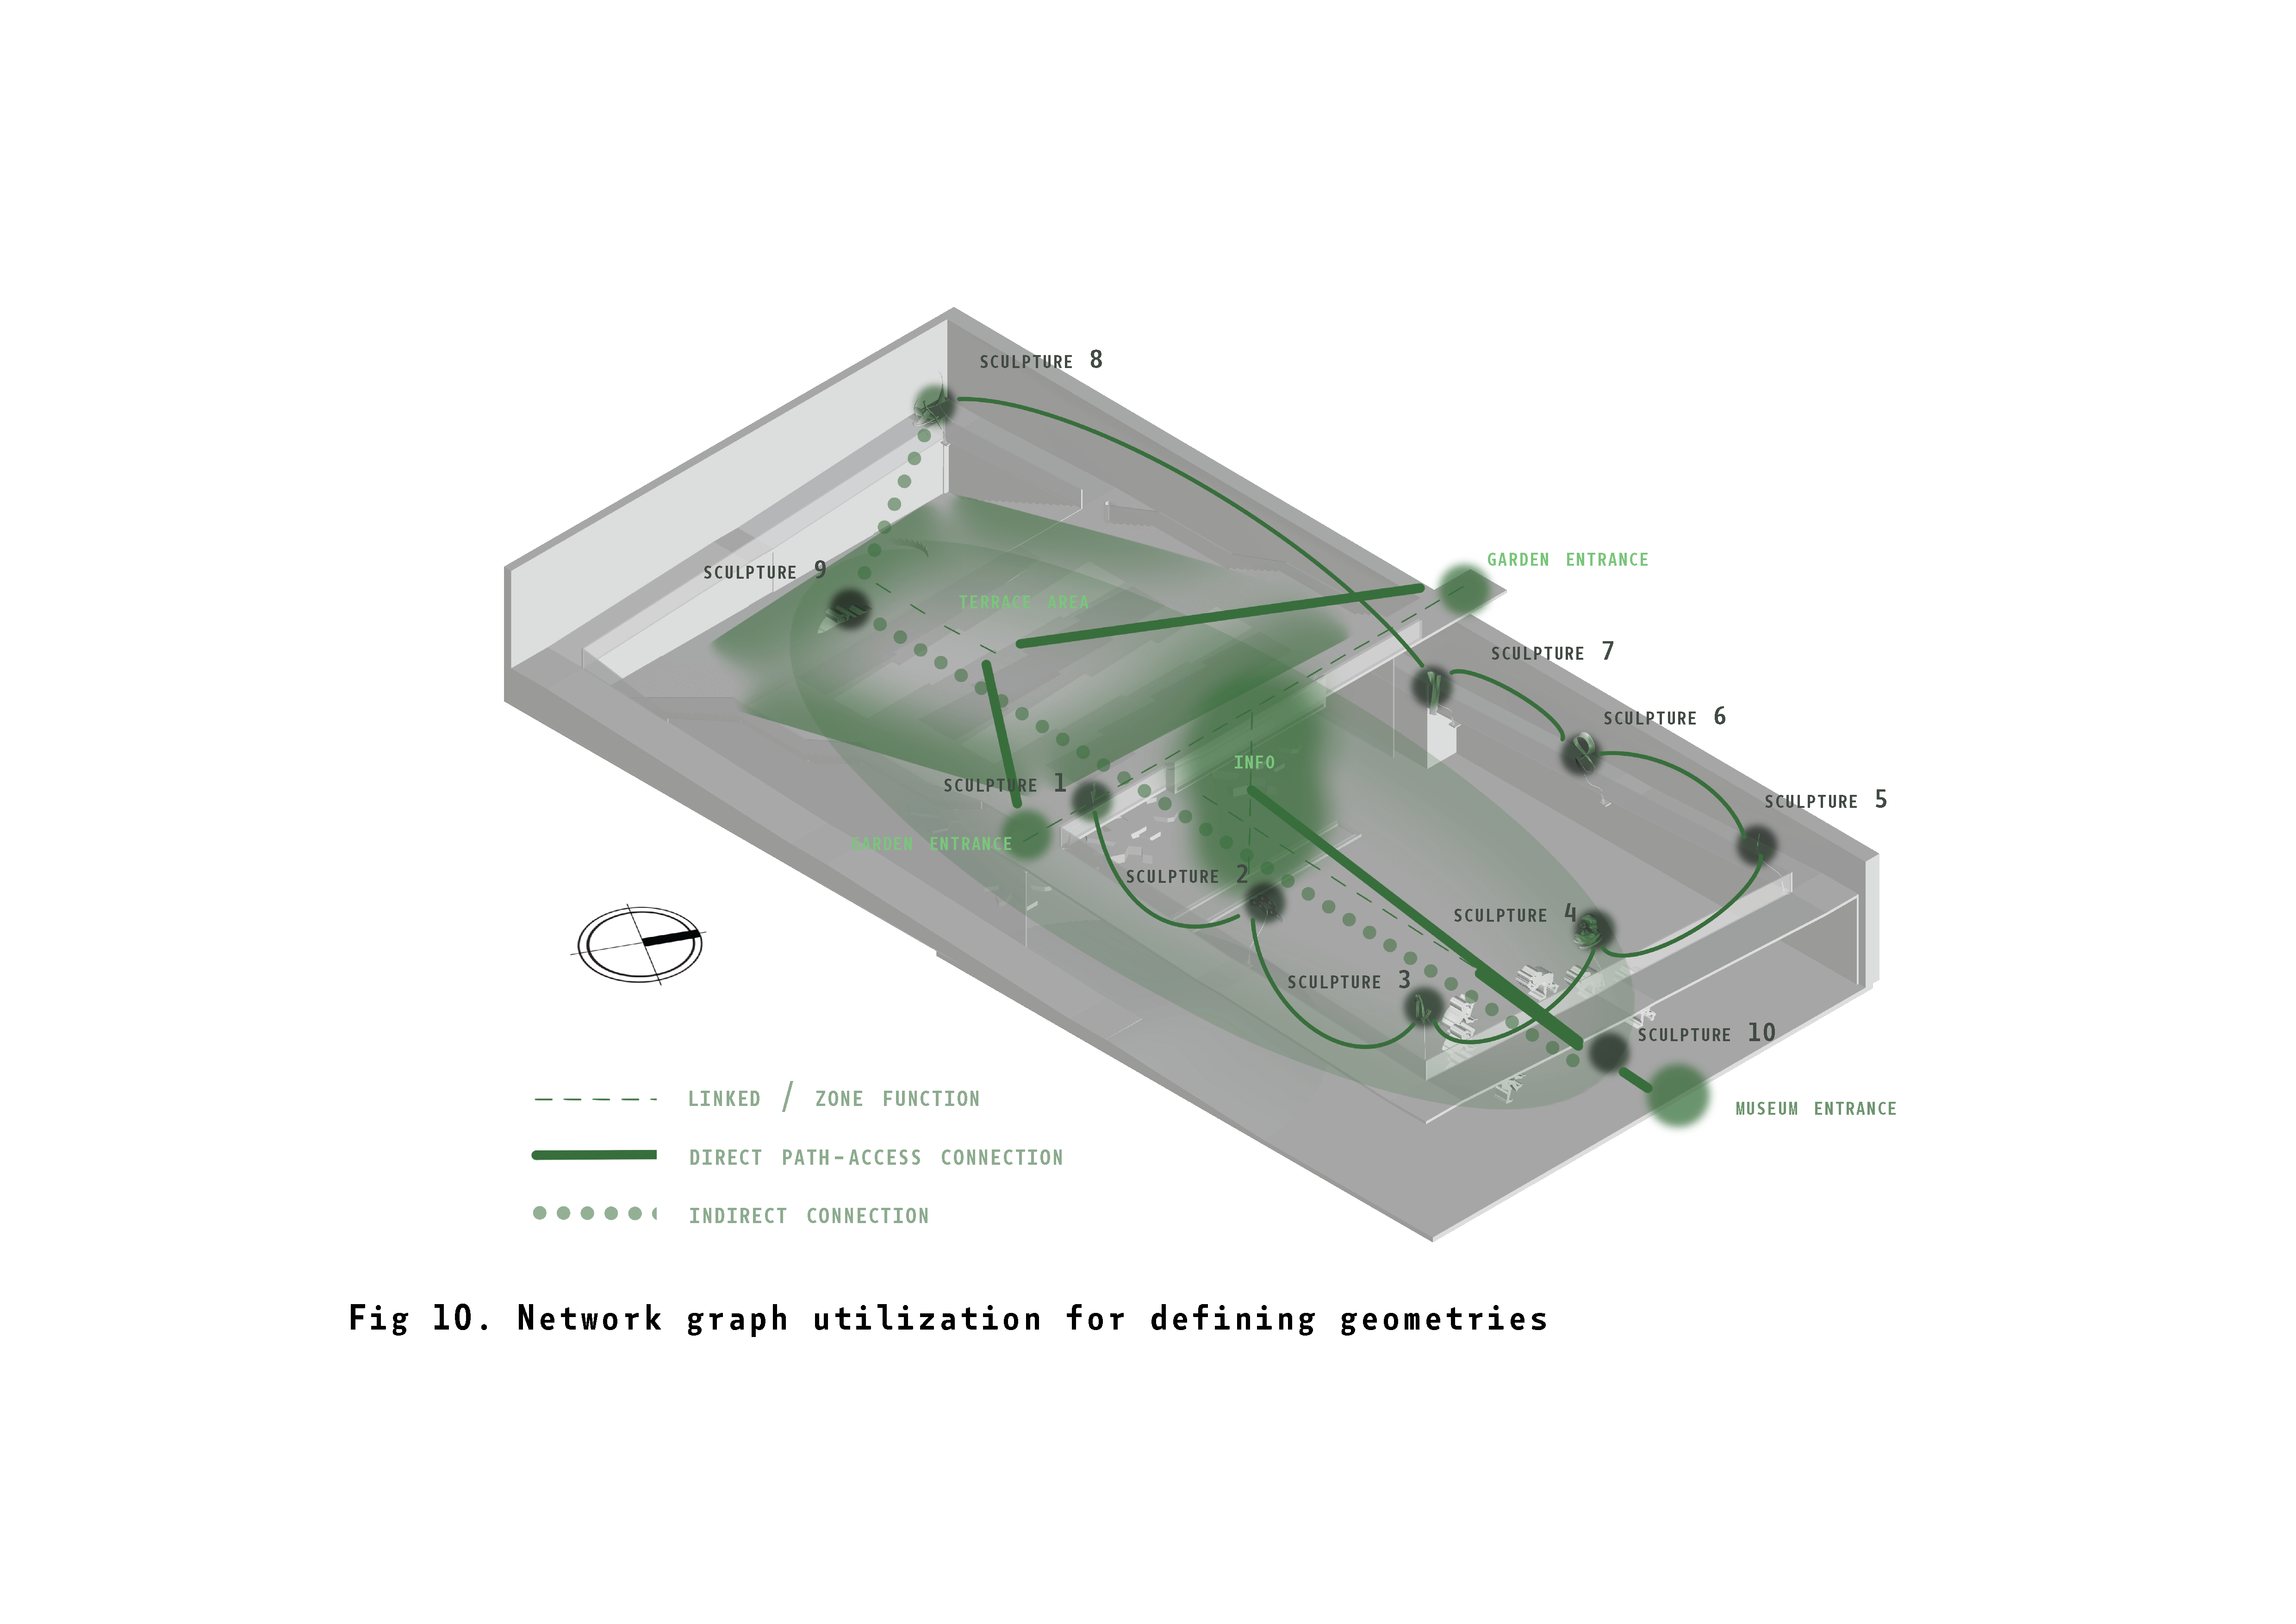 SCULPTURE 8
GARDEN ENTRANCE
SCULPTURE 9
TERRACE AREA
SCULPTURE 7
SCULPTURE 6
INFO
SCULPTURE 1
SCULPTURE 5
GARDEN ENTRANCE
SCULPTURE 2
SCULPTURE 4
SCULPTURE 3
SCULPTURE 10
MUSEUM ENTRANCE
LINKED / ZONE FUNCTION
DIRECT PATH-ACCESS CONNECTION
INDIRECT CONNECTION
Fig 10. Network graph utilization for defining geometries